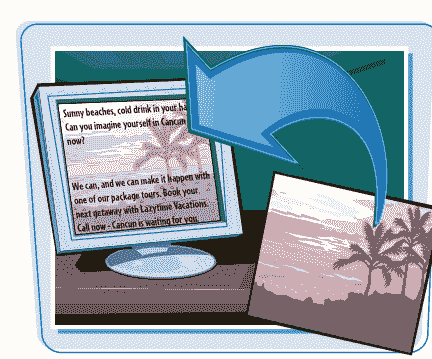 Sunny beaches, cold drink in your
Can you imagine yourself in Cancun
now?
We can, and we can make it happen with
one of our package tours. Book your
next getaway with Lazytime Vacations.
Call now - Cancun is waiting for you